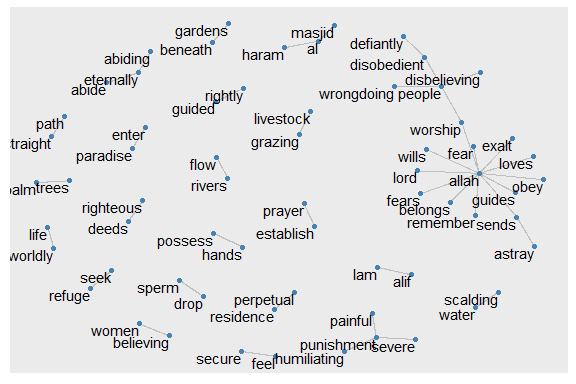 gardens
masjid
beneath
al
haram
defiantly
abiding
disobedient
eternally
disbelieving
abide
rightly
wrongdoing people
guided
path
livestock
enter
worship
straight
grazing
exalt
paradise
fear
wills
loves
flow
lord
allah
palm
trees
rivers
obey
righteous
prayer
fears
guides
belongs
deeds
remember
sends
life
possess
establish
worldly
hands
astray
seek
lam
alif
refuge
sperm
drop
perpetual
scalding
residence
water
women
painful
believing
punishment
severe
secure
feel
humiliating